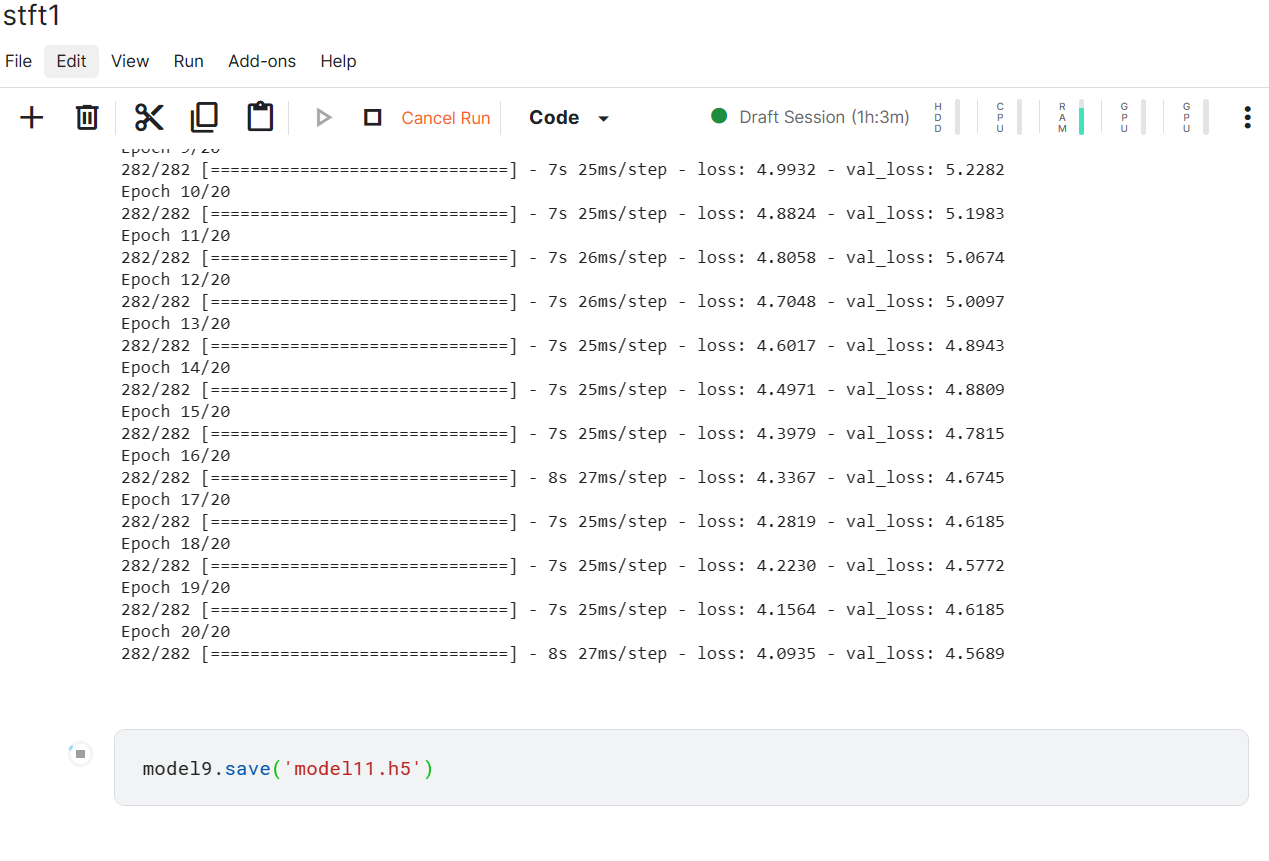 stft1
File Edit View Run Add-ons Help
Cancel Run Code Draft Session (1h:3m) HDD CPU RAM GPU GPU
Epoch 9/20
282/282 [==============================] - 7s 25ms/step - loss: 4.9932 - val_loss: 5.2282
Epoch 10/20
282/282 [==============================] - 7s 25ms/step - loss: 4.8824 - val_loss: 5.1983
Epoch 11/20
282/282 [==============================] - 7s 26ms/step - loss: 4.8058 - val_loss: 5.0674
Epoch 12/20
282/282 [==============================] - 7s 26ms/step - loss: 4.7048 - val_loss: 5.0097
Epoch 13/20
282/282 [==============================] - 7s 25ms/step - loss: 4.6017 - val_loss: 4.8943
Epoch 14/20
282/282 [==============================] - 7s 25ms/step - loss: 4.4971 - val_loss: 4.8809
Epoch 15/20
282/282 [==============================] - 7s 25ms/step - loss: 4.3979 - val_loss: 4.7815
Epoch 16/20
282/282 [==============================] - 8s 27ms/step - loss: 4.3367 - val_loss: 4.6745
Epoch 17/20
282/282 [==============================] - 7s 25ms/step - loss: 4.2819 - val_loss: 4.6185
Epoch 18/20
282/282 [==============================] - 7s 25ms/step - loss: 4.2230 - val_loss: 4.5772
Epoch 19/20
282/282 [==============================] - 7s 25ms/step - loss: 4.1564 - val_loss: 4.6185
Epoch 20/20
282/282 [==============================] - 8s 27ms/step - loss: 4.0935 - val_loss: 4.5689
model9.save('model11.h5')